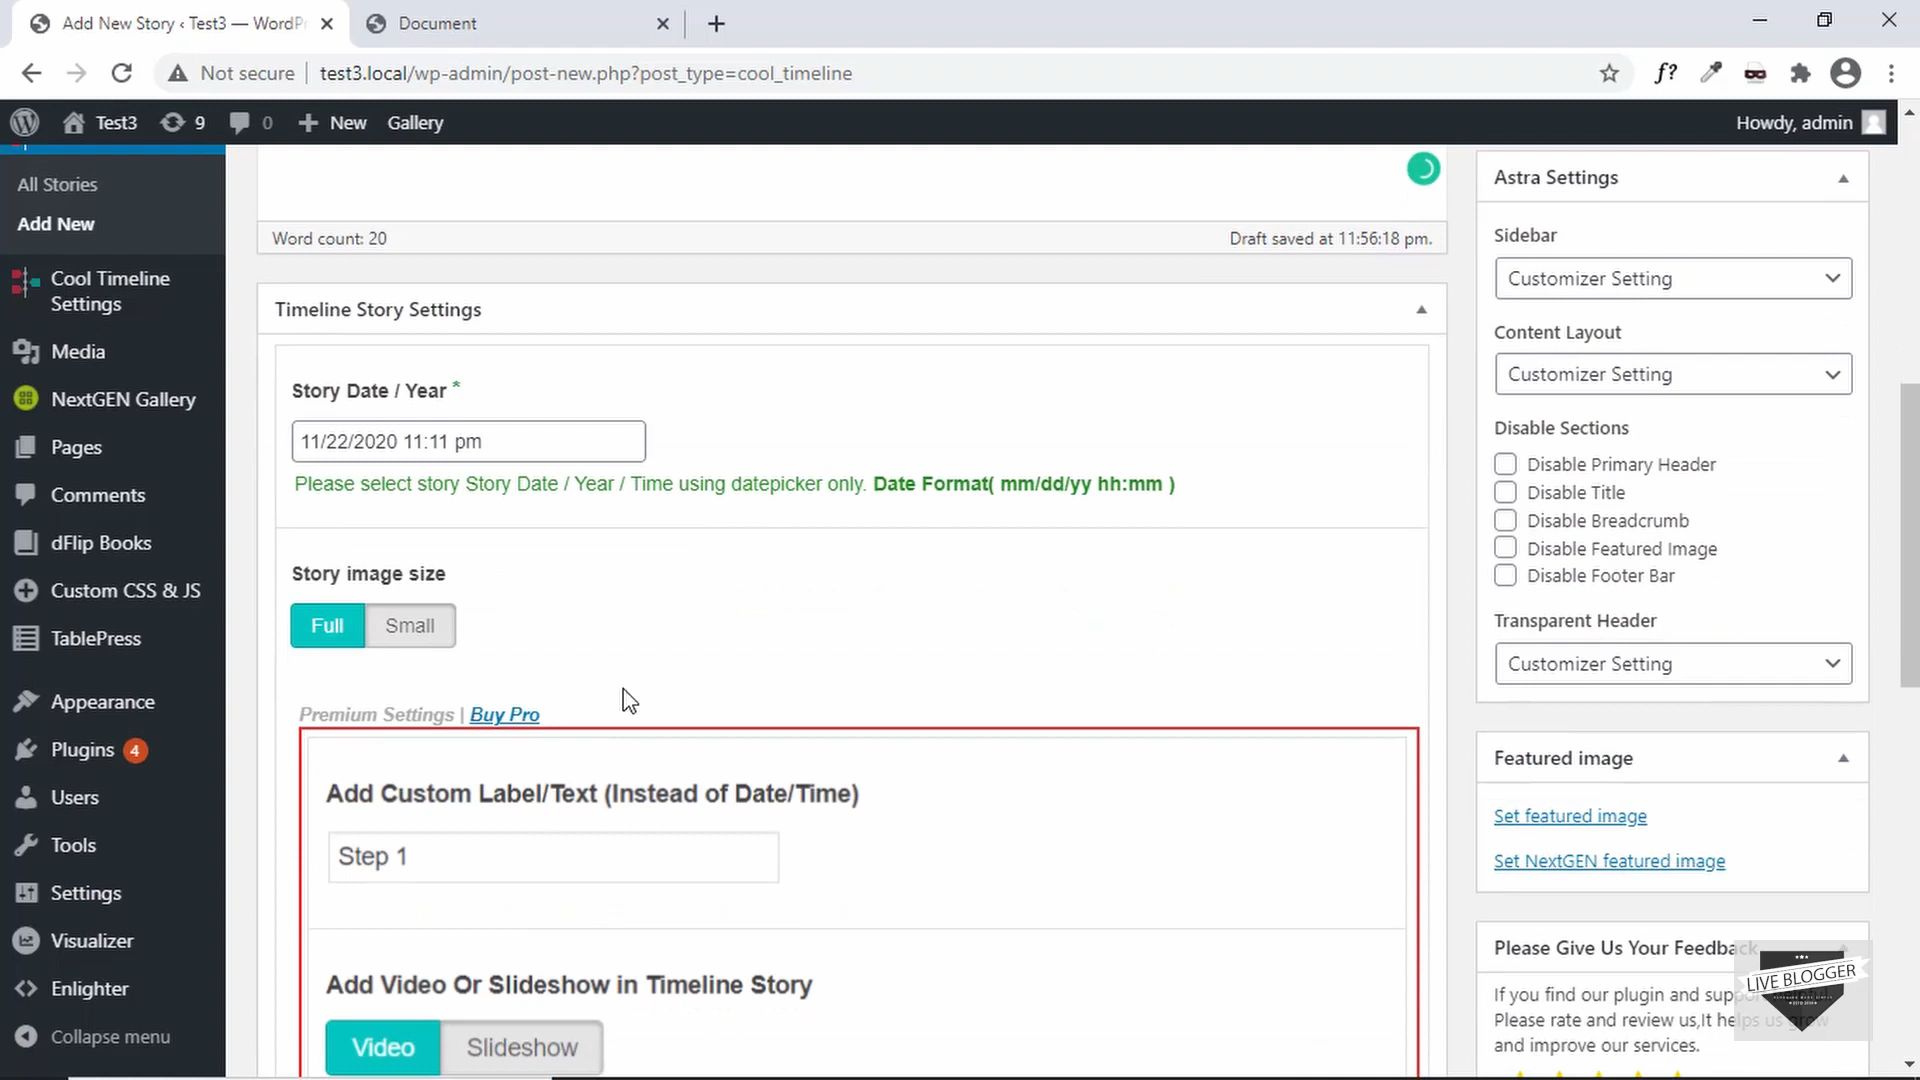 Add New Story ‹ Test3 — WordPr
Document
Not secure
test3.local/wp-admin/post-new.php?post_type=cool_timeline
f?
Test3
9
0
New
Gallery
Howdy, admin
All Stories
Add New
Cool Timeline
Settings
Media
NextGEN Gallery
Pages
Comments
dFlip Books
Custom CSS & JS
TablePress
Appearance
Plugins 4
Users
Tools
Settings
Visualizer
Enlighter
Collapse menu
Word count: 20
Draft saved at 11:56:18 pm.
Timeline Story Settings
Story Date / Year *
11/22/2020 11:11 pm
Please select story Story Date / Year / Time using datepicker only. Date Format( mm/dd/yy hh:mm )
Story image size
Full
Small
Premium Settings | Buy Pro
Add Custom Label/Text (Instead of Date/Time)
Step 1
Add Video Or Slideshow in Timeline Story
Video
Slideshow
Astra Settings
Sidebar
Customizer Setting
Content Layout
Customizer Setting
Disable Sections
Disable Primary Header
Disable Title
Disable Breadcrumb
Disable Featured Image
Disable Footer Bar
Transparent Header
Customizer Setting
Featured image
Set featured image
Set NextGEN featured image
Please Give Us Your Feedback
If you find our plugin and
Please rate and review us,It helps us grow
and improve our services.
LIVE BLOGGER